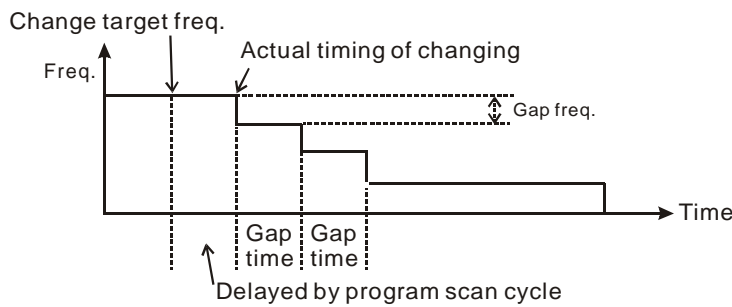 Change target freq.
Actual timing of changing
Freq.
Gap freq.
Time
Gap time
Gap time
Delayed by program scan cycle